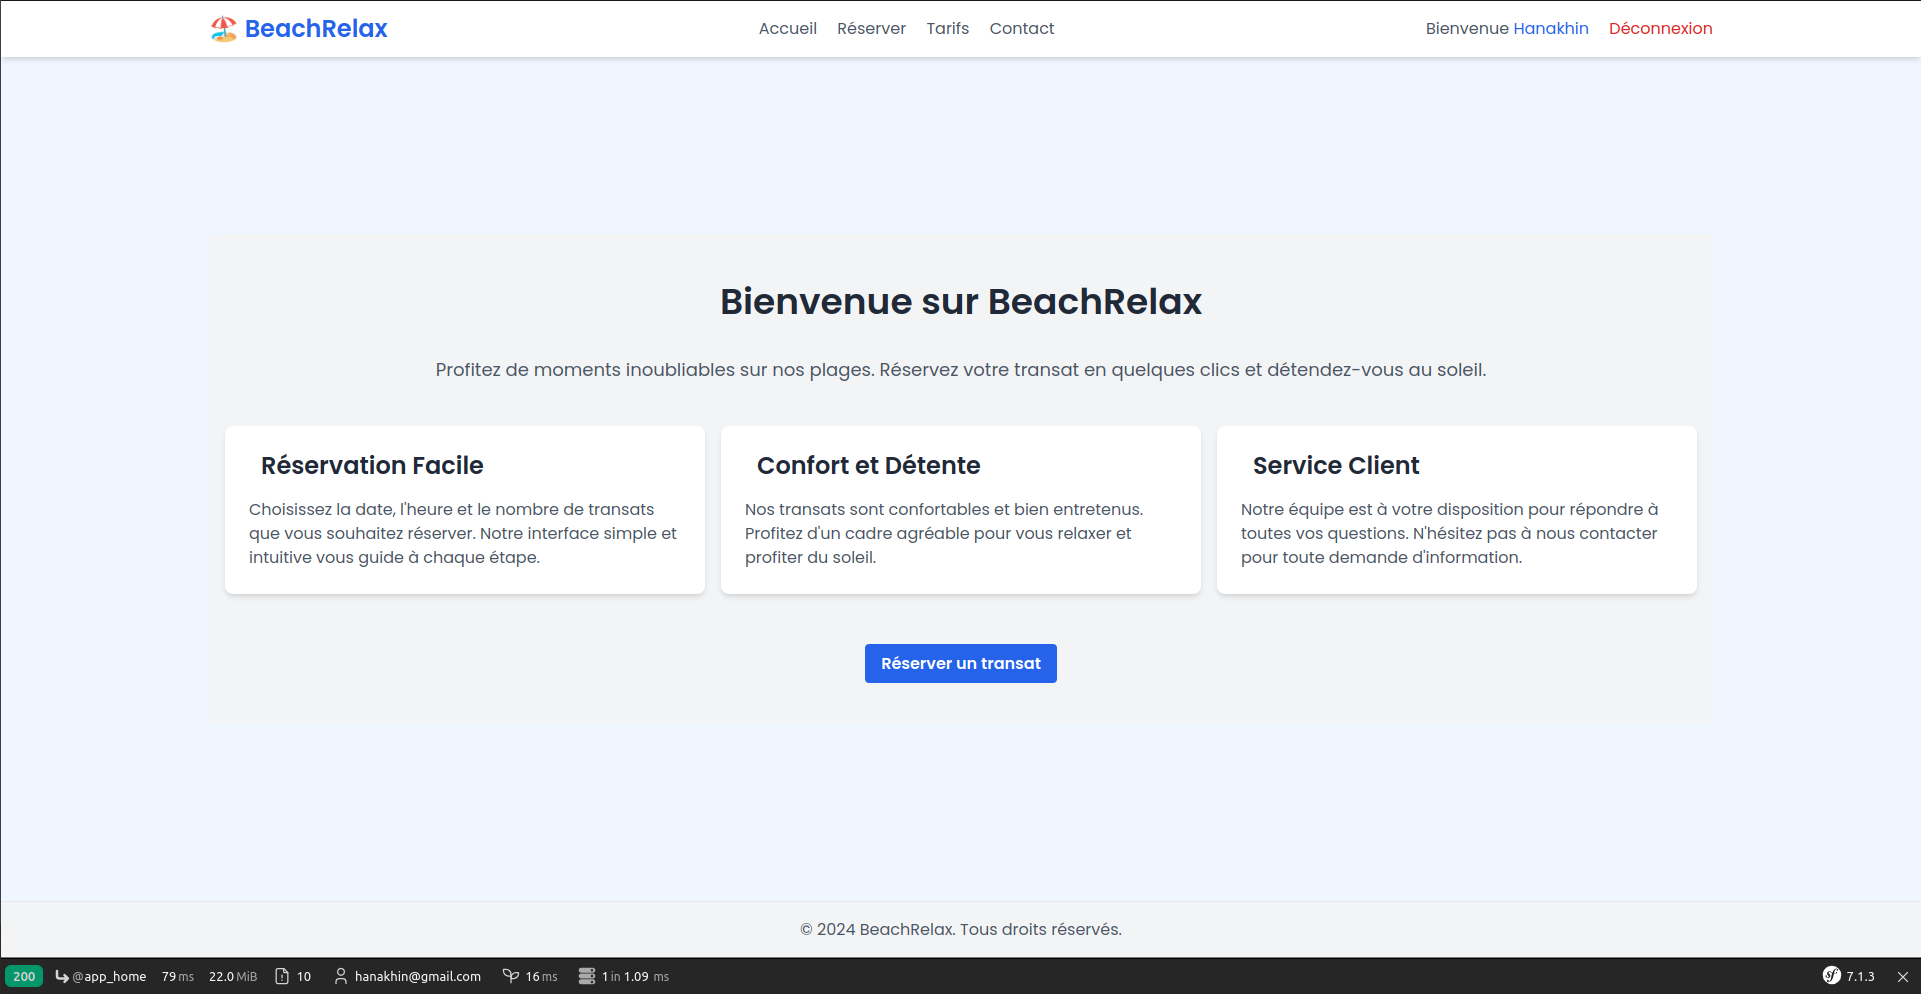 BeachRelax
Accueil Réserver Tarifs Contact
Bienvenue Hanakhin Déconnexion
Bienvenue sur BeachRelax
Profitez de moments inoubliables sur nos plages. Réservez votre transat en quelques clics et détendez-vous au soleil.
Réservation Facile
Choisissez la date, l'heure et le nombre de transats
que vous souhaitez réserver. Notre interface simple et
intuitive vous guide à chaque étape.
Confort et Détente
Nos transats sont confortables et bien entretenus.
Profitez d'un cadre agréable pour vous relaxer et
profiter du soleil.
Service Client
Notre équipe est à votre disposition pour répondre à
toutes vos questions. N'hésitez pas à nous contacter
pour toute demande d'information.
Réserver un transat
© 2024 BeachRelax. Tous droits réservés.
200 @app_home 79 ms 22.0 MiB 10 hanakhin@gmail.com 16 ms 1 in 1.09 ms sf 7.1.3